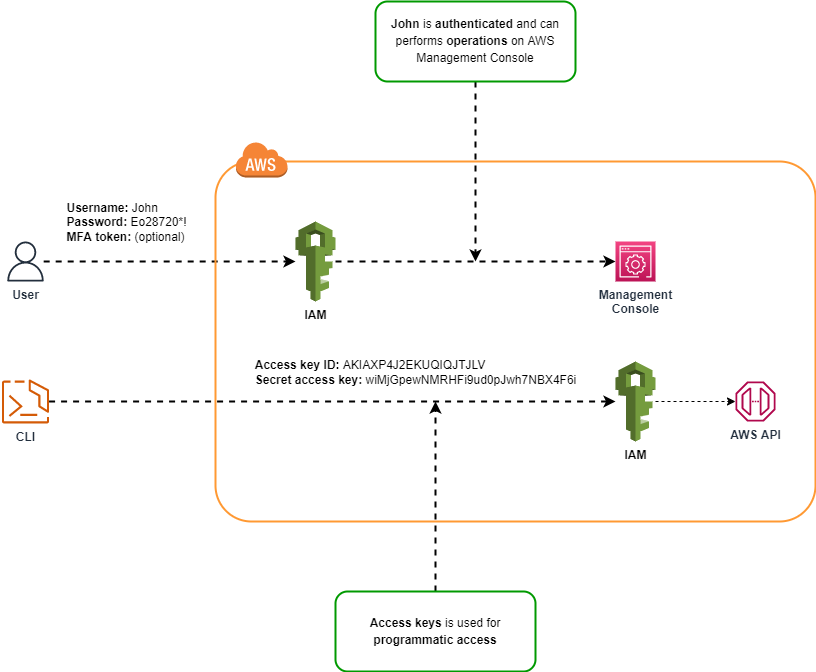 John is authenticated and can
performs operations on AWS
Management Console
AWS
Username: John
Password: Eo28720*!
MFA token: (optional)
User
IAM
Management
Console
Access key ID: AKIAXP4J2EKUQIQJTJLV
Secret access key: wiMjGpewNMRHFi9ud0pJwh7NBX4F6i
CLI
IAM
AWS API
Access keys is used for
programmatic access